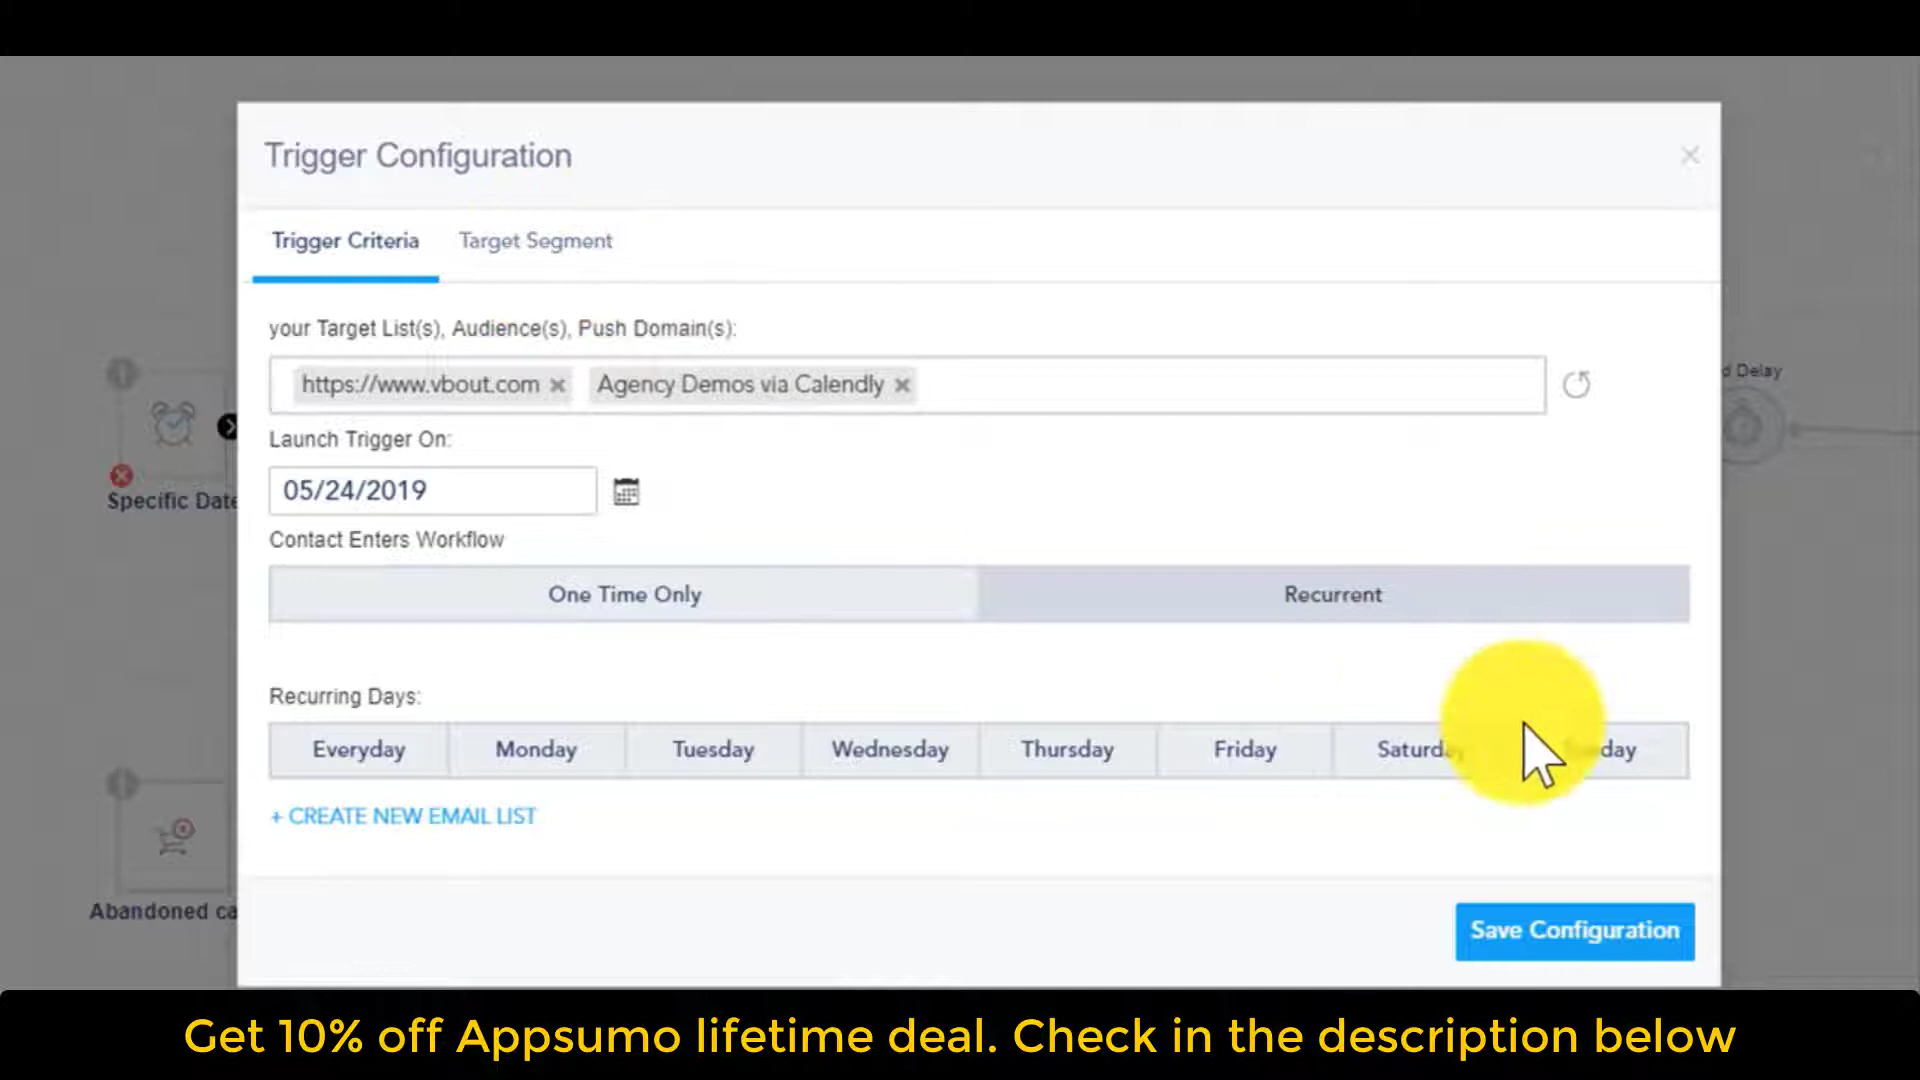 Trigger Configuration
Trigger Criteria Target Segment
your Target List(s), Audience(s), Push Domain(s):
https://www.vbout.com Agency Demos via Calendly
d Delay
Launch Trigger On:
05/24/2019
Specific Date
Contact Enters Workflow
One Time Only Recurrent
Recurring Days:
Everyday Monday Tuesday Wednesday Thursday Friday Saturday
+ CREATE NEW EMAIL LIST
Abandoned ca
Save Configuration
Get 10% off Appsumo lifetime deal. Check in the description below